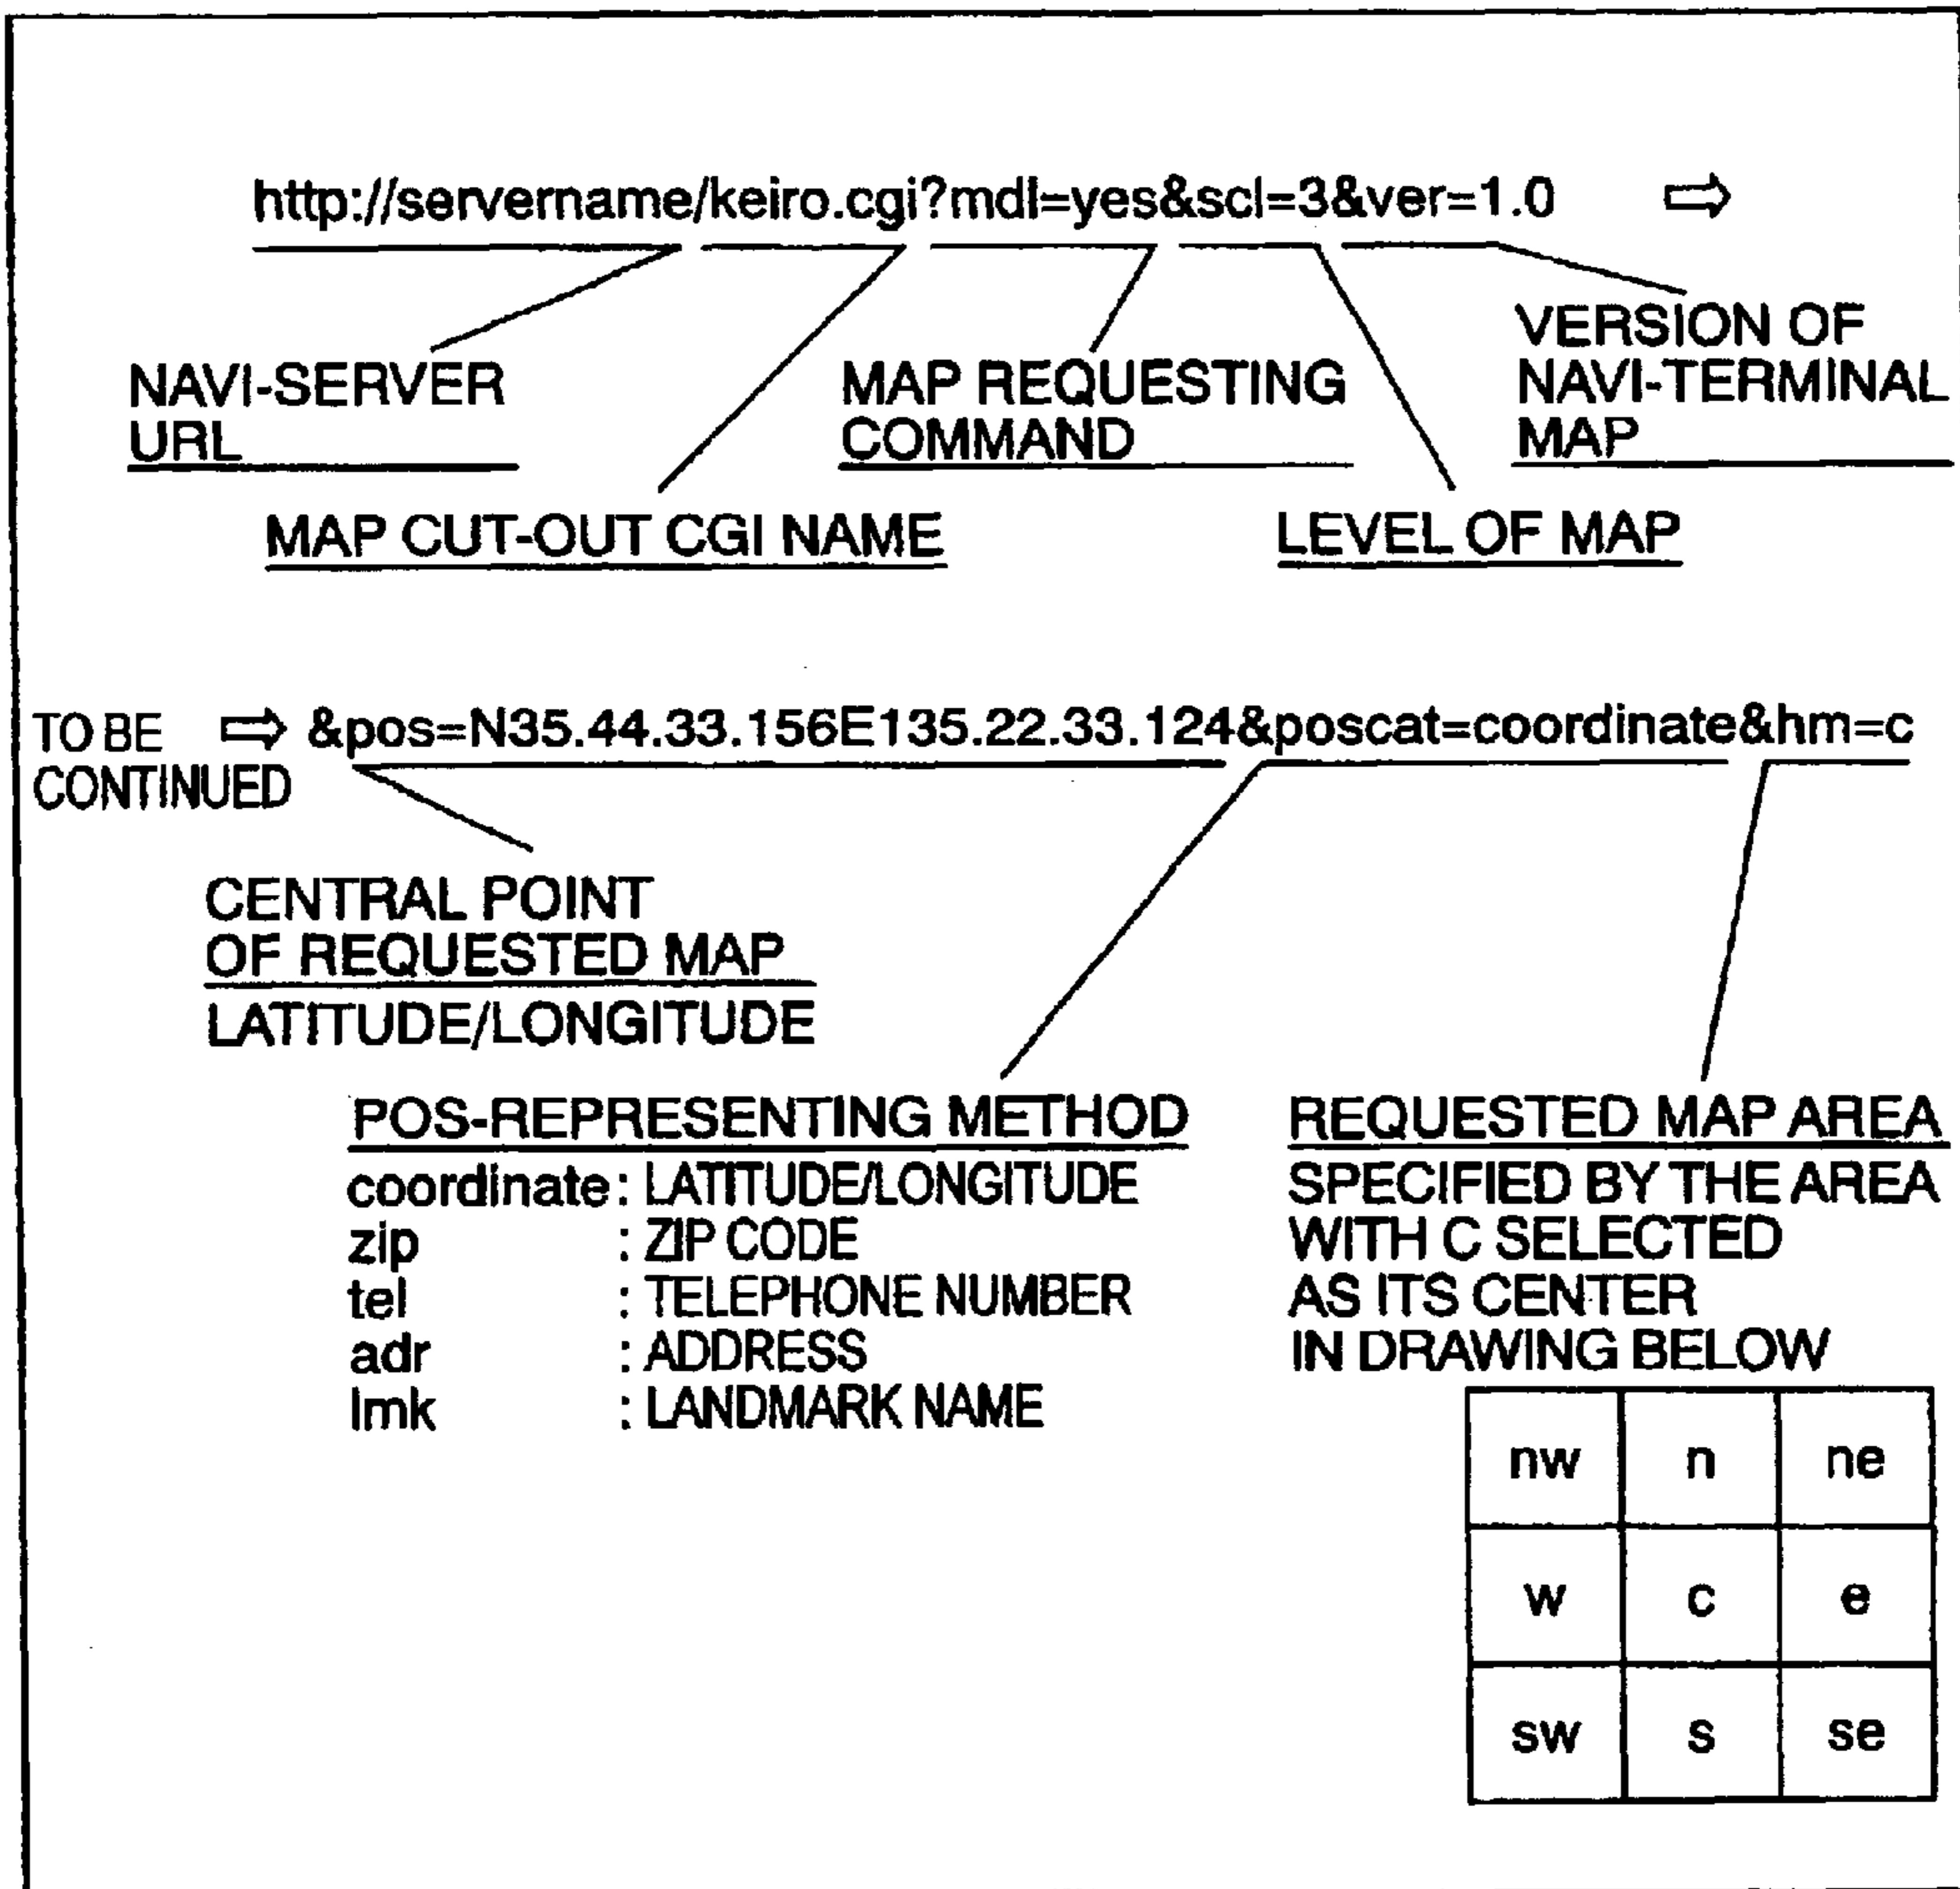 http://servername/keiro.cgi?mdl=yes&scl=3&ver=1.0 ⇨
NAVI-SERVER
URL
MAP REQUESTING
COMMAND
VERSION OF
NAVI-TERMINAL
MAP
MAP CUT-OUT CGI NAME
LEVEL OF MAP
TO BE
CONTINUED
⇨ &pos=N35.44.33.156E135.22.33.124&poscat=coordinate&hm=c
CENTRAL POINT
OF REQUESTED MAP
LATITUDE/LONGITUDE
POS-REPRESENTING METHOD
coordinate : LATITUDE/LONGITUDE
zip : ZIP CODE
tel : TELEPHONE NUMBER
adr : ADDRESS
lmk : LANDMARK NAME
REQUESTED MAP AREA
SPECIFIED BY THE AREA
WITH C SELECTED
AS ITS CENTER
IN DRAWING BELOW
nw n ne
w c e
sw s se